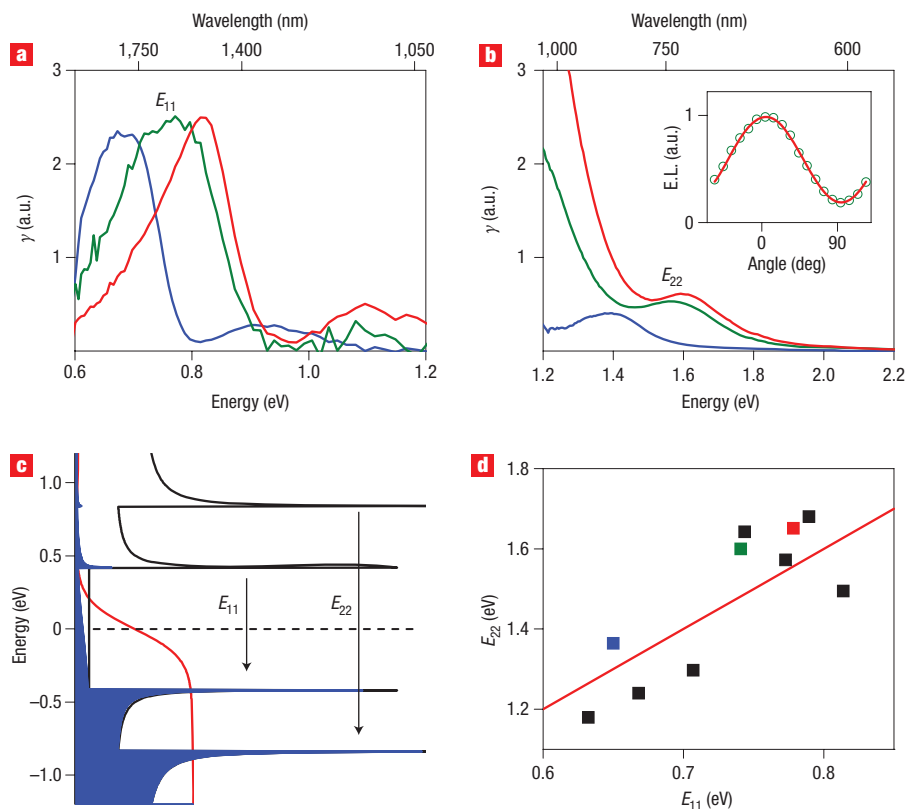 a
Wavelength (nm)
1,750 1,400 1,050
3
2
1
γ (a.u.)
E11
0.6 0.8 1.0 1.2
Energy (eV)
b
Wavelength (nm)
1,000 750 600
3
2
1
γ (a.u.)
E22
1
0
E.L. (a.u.)
0 90
Angle (deg)
1.2 1.4 1.6 1.8 2.0 2.2
Energy (eV)
c
1.0
0.5
0
−0.5
−1.0
Energy (eV)
E11
E22
d
1.8
1.6
1.4
1.2
E22 (eV)
0.6 0.7 0.8
E11 (eV)